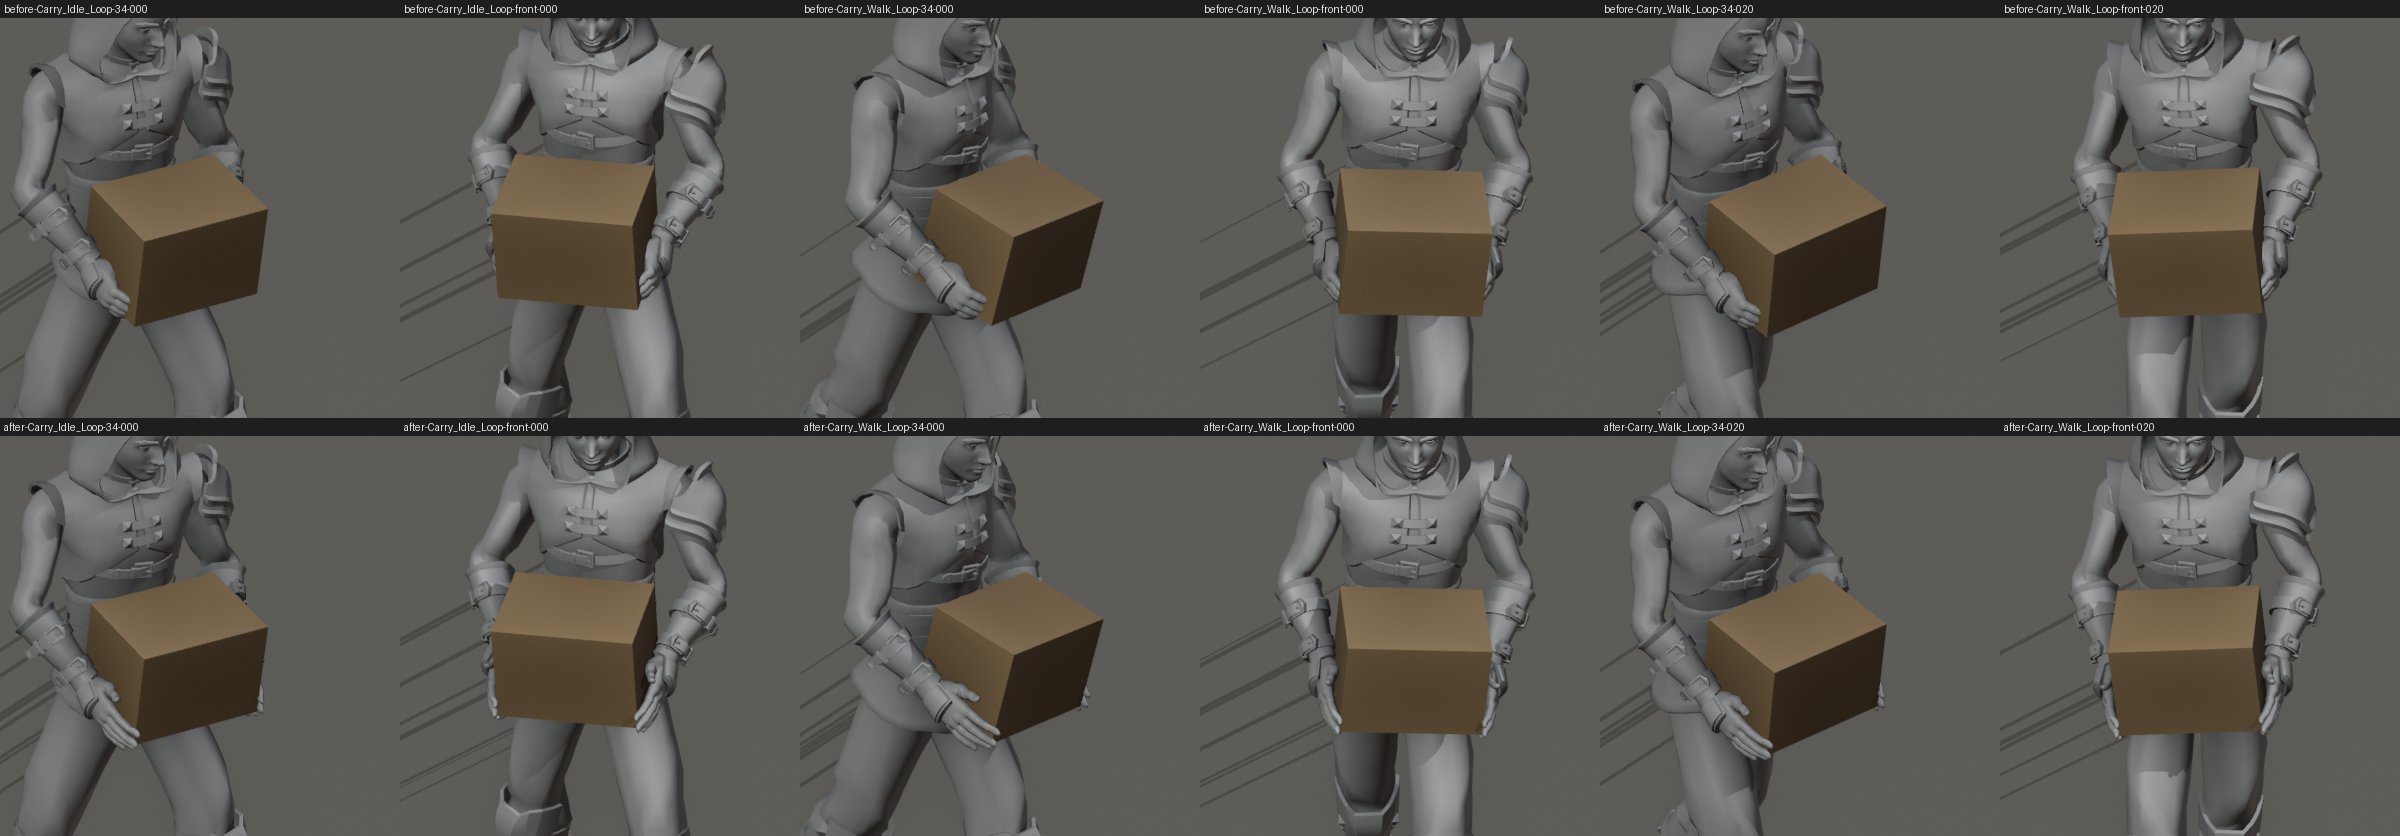 before-Carry_Idle_Loop-34-000
before-Carry_Idle_Loop-front-000
before-Carry_Walk_Loop-34-000
before-Carry_Walk_Loop-front-000
before-Carry_Walk_Loop-34-020
before-Carry_Walk_Loop-front-020
after-Carry_Idle_Loop-34-000
after-Carry_Idle_Loop-front-000
after-Carry_Walk_Loop-34-000
after-Carry_Walk_Loop-front-000
after-Carry_Walk_Loop-34-020
after-Carry_Walk_Loop-front-020